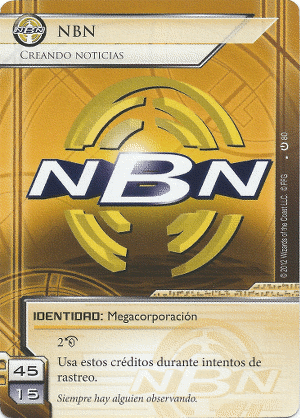 NBN
NBN
CREANDO NOTICIAS
NBN
IDENTIDAD: Megacorporación
2
Usa estos créditos durante intentos de
rastreo.
Siempre hay alguien observando.
45
15
© 2012 Wizards of the Coast LLC. © FFG
80